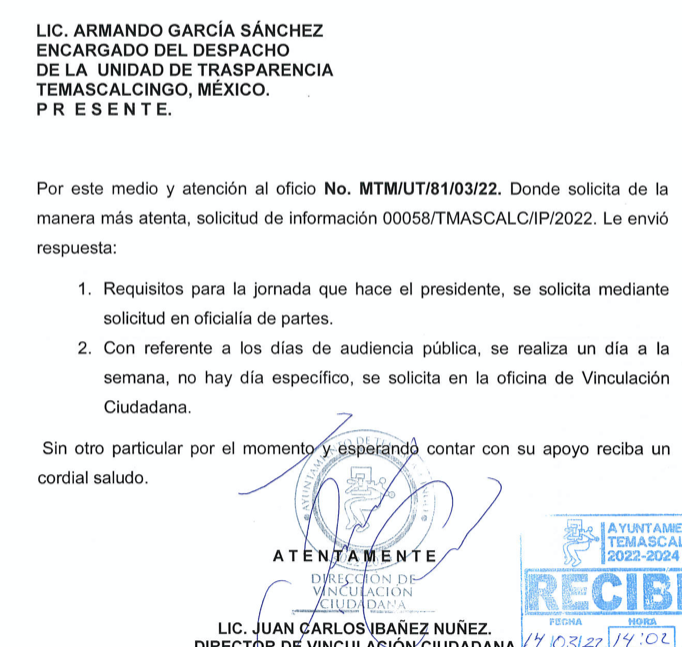 LIC. ARMANDO GARCÍA SÁNCHEZ
ENCARGADO DEL DESPACHO
DE LA UNIDAD DE TRASPARENCIA
TEMASCALCINGO, MÉXICO.
P R E S E N T E.
Por este medio y atención al oficio No. MTM/UT/81/03/22. Donde solicita de la
manera más atenta, solicitud de información 00058/TMASCALC/IP/2022. Le envió
respuesta:
1. Requisitos para la jornada que hace el presidente, se solicita mediante
solicitud en oficialía de partes.
2. Con referente a los días de audiencia pública, se realiza un día a la
semana, no hay día específico, se solicita en la oficina de Vinculación
Ciudadana.
Sin otro particular por el momento y esperando contar con su apoyo reciba un
cordial saludo.
A T E N T A M E N T E
DIRECCIÓN DE
VINCULACIÓN
CIUDADANA
LIC. JUAN CARLOS IBAÑEZ NUÑEZ.
DIRECTOR DE VINCULACIÓN CIUDADANA
AYUNTAMIE
TEMASCAL
2022-2024
RECIB
FECHA HORA
14/03/22 14:02